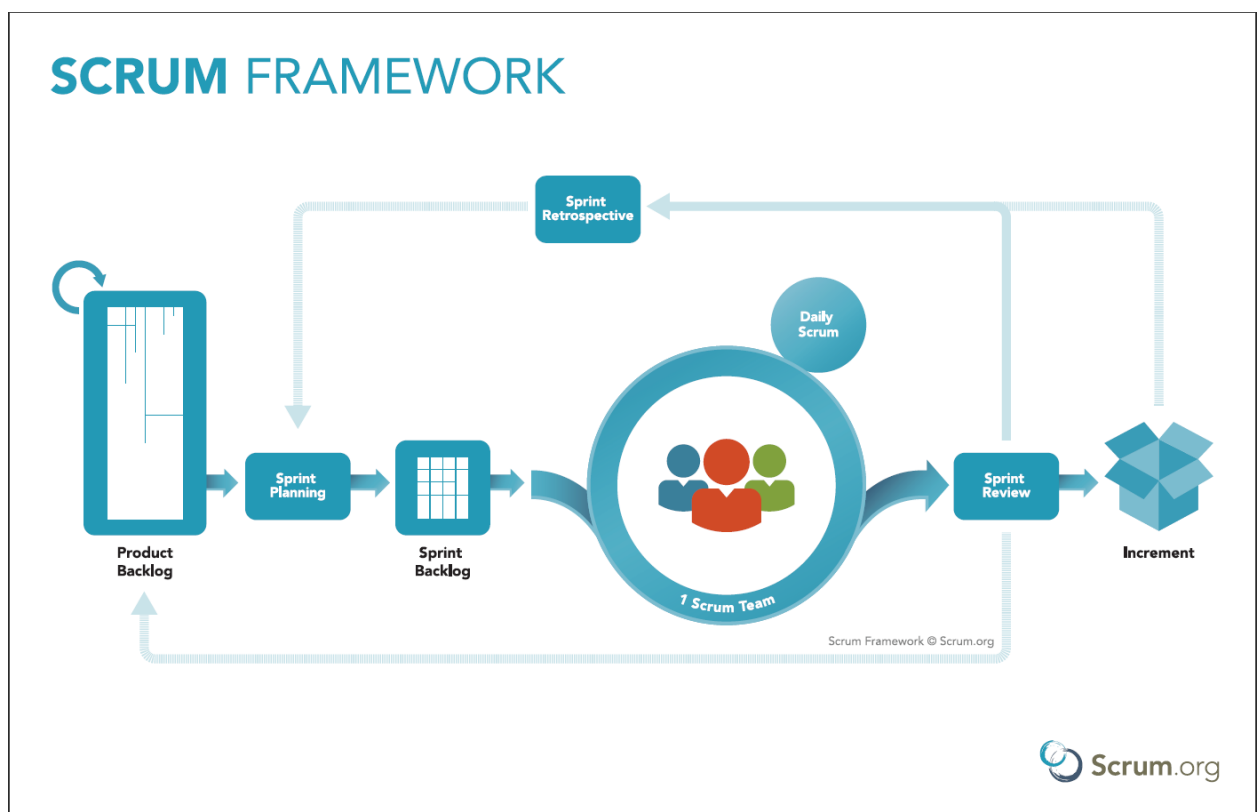 SCRUM FRAMEWORK
Sprint
Retrospective
Daily
Scrum
Sprint
Planning
Sprint
Review
Product
Backlog
Sprint
Backlog
Increment
1 Scrum Team
Scrum Framework © Scrum.org
Scrum.org